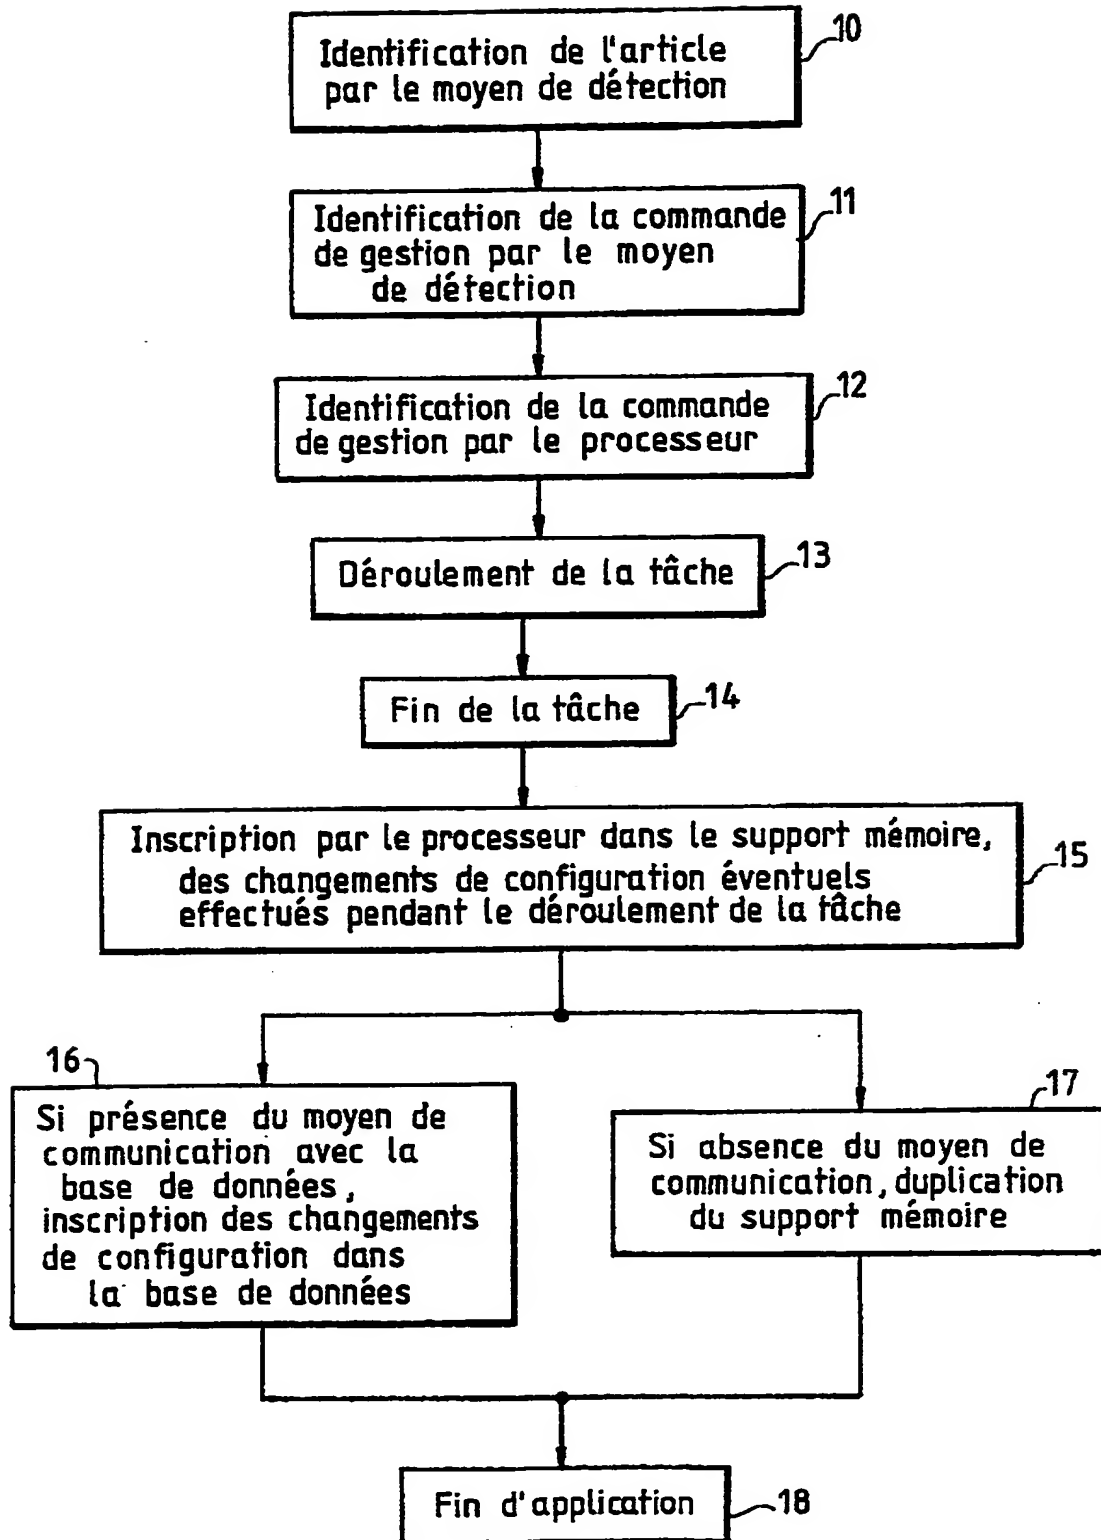 10
Identification de l'article
par le moyen de détection
11
Identification de la commande
de gestion par le moyen
de détection
12
Identification de la commande
de gestion par le processeur
13
Déroulement de la tâche
14
Fin de la tâche
15
Inscription par le processeur dans le support mémoire,
des changements de configuration éventuels
effectués pendant le déroulement de la tâche
16
Si présence du moyen de
communication avec la
base de données,
inscription des changements
de configuration dans
la base de données
17
Si absence du moyen de
communication, duplication
du support mémoire
Fin d'application
18